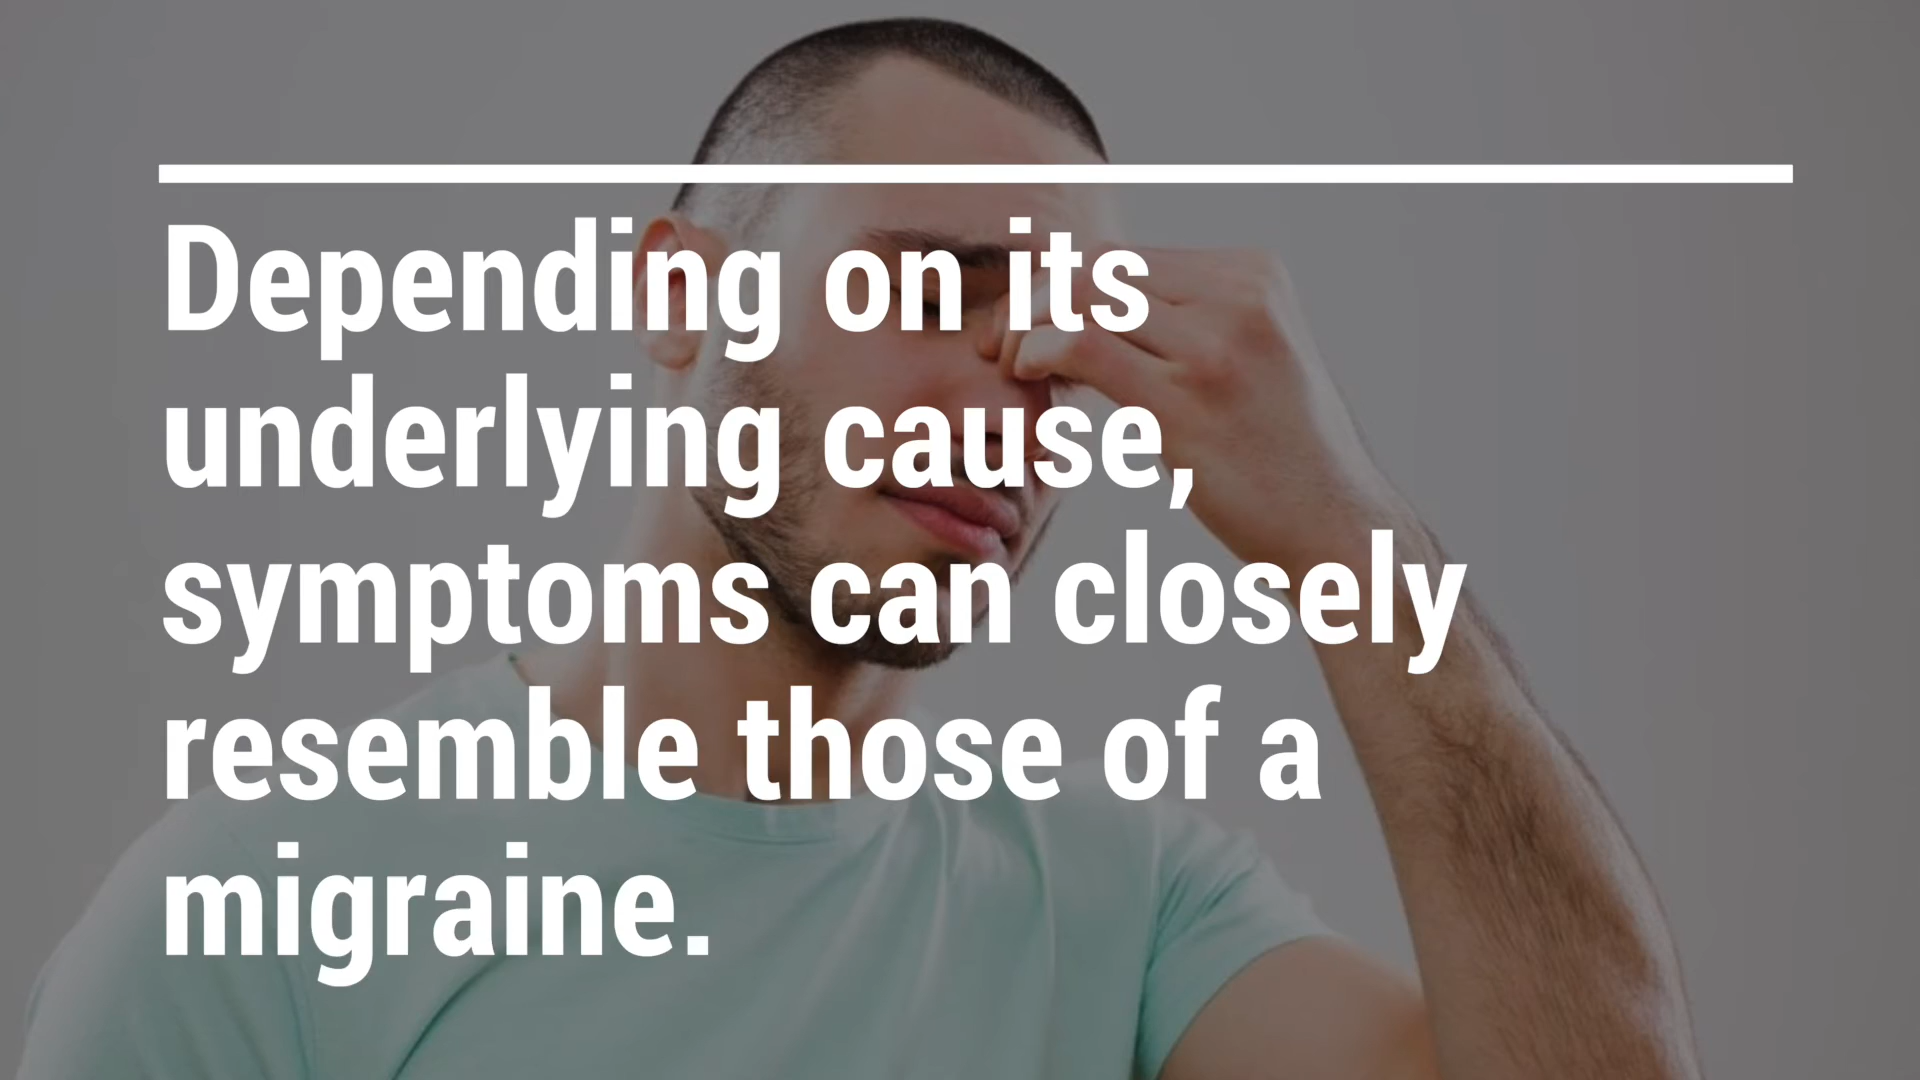 Depending on its
underlying cause,
symptoms can closely
resemble those of a
migraine.